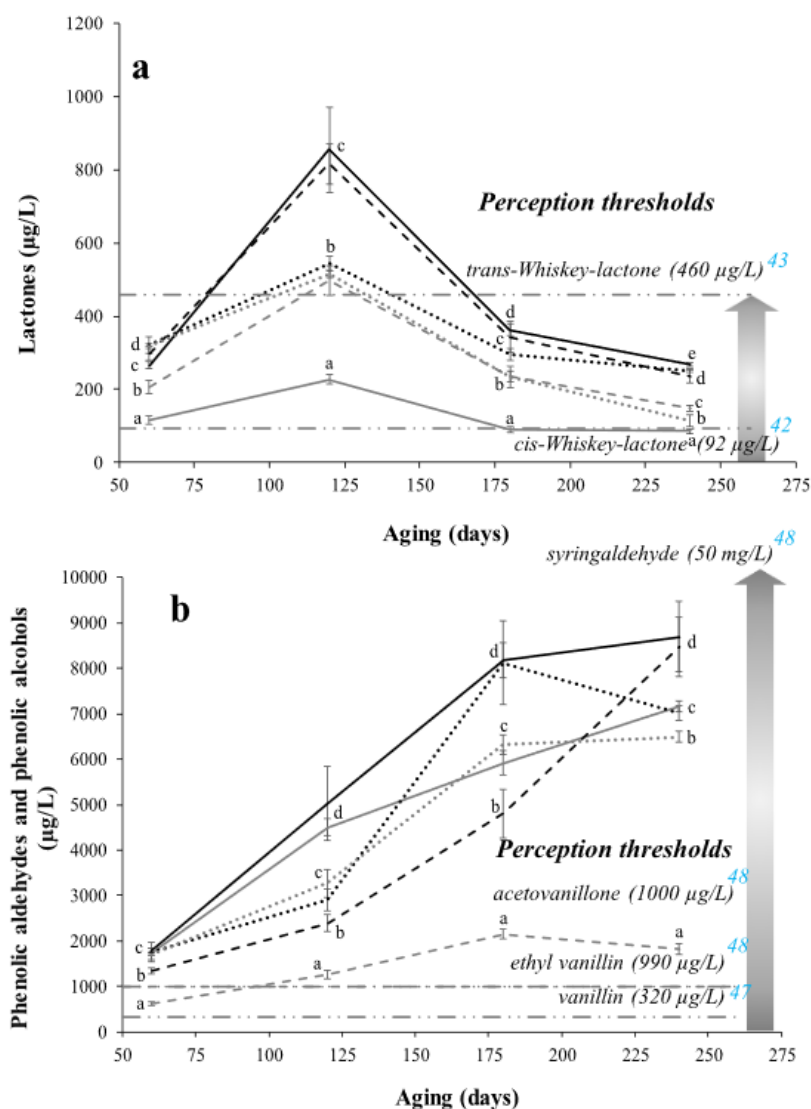 1200
a
1000
c
800
Perception thresholds
Lactones (µg/L)
600
b
trans-Whiskey-lactone (460 µg/L) 43
400
d
d
c
e
c
d
200
b
a
b
c
a
a
b
42
cis-Whiskey-lactone (92 µg/L)
a
0
50 75 100 125 150 175 200 225 250 275
Aging (days)
syringaldehyde (50 mg/L) 48
10000
b
9000
d
d
8000
7000
c
b
6000
c
Phenolic aldehydes and phenolic alcohols
(µg/L)
5000
d
b
4000
Perception thresholds
c
48
3000
acetovanillone (1000 µg/L)
b
a
2000
c
a
48
b
a
ethyl vanillin (990 µg/L)
1000
a
vanillin (320 µg/L) 47
0
50 75 100 125 150 175 200 225 250 275
Aging (days)